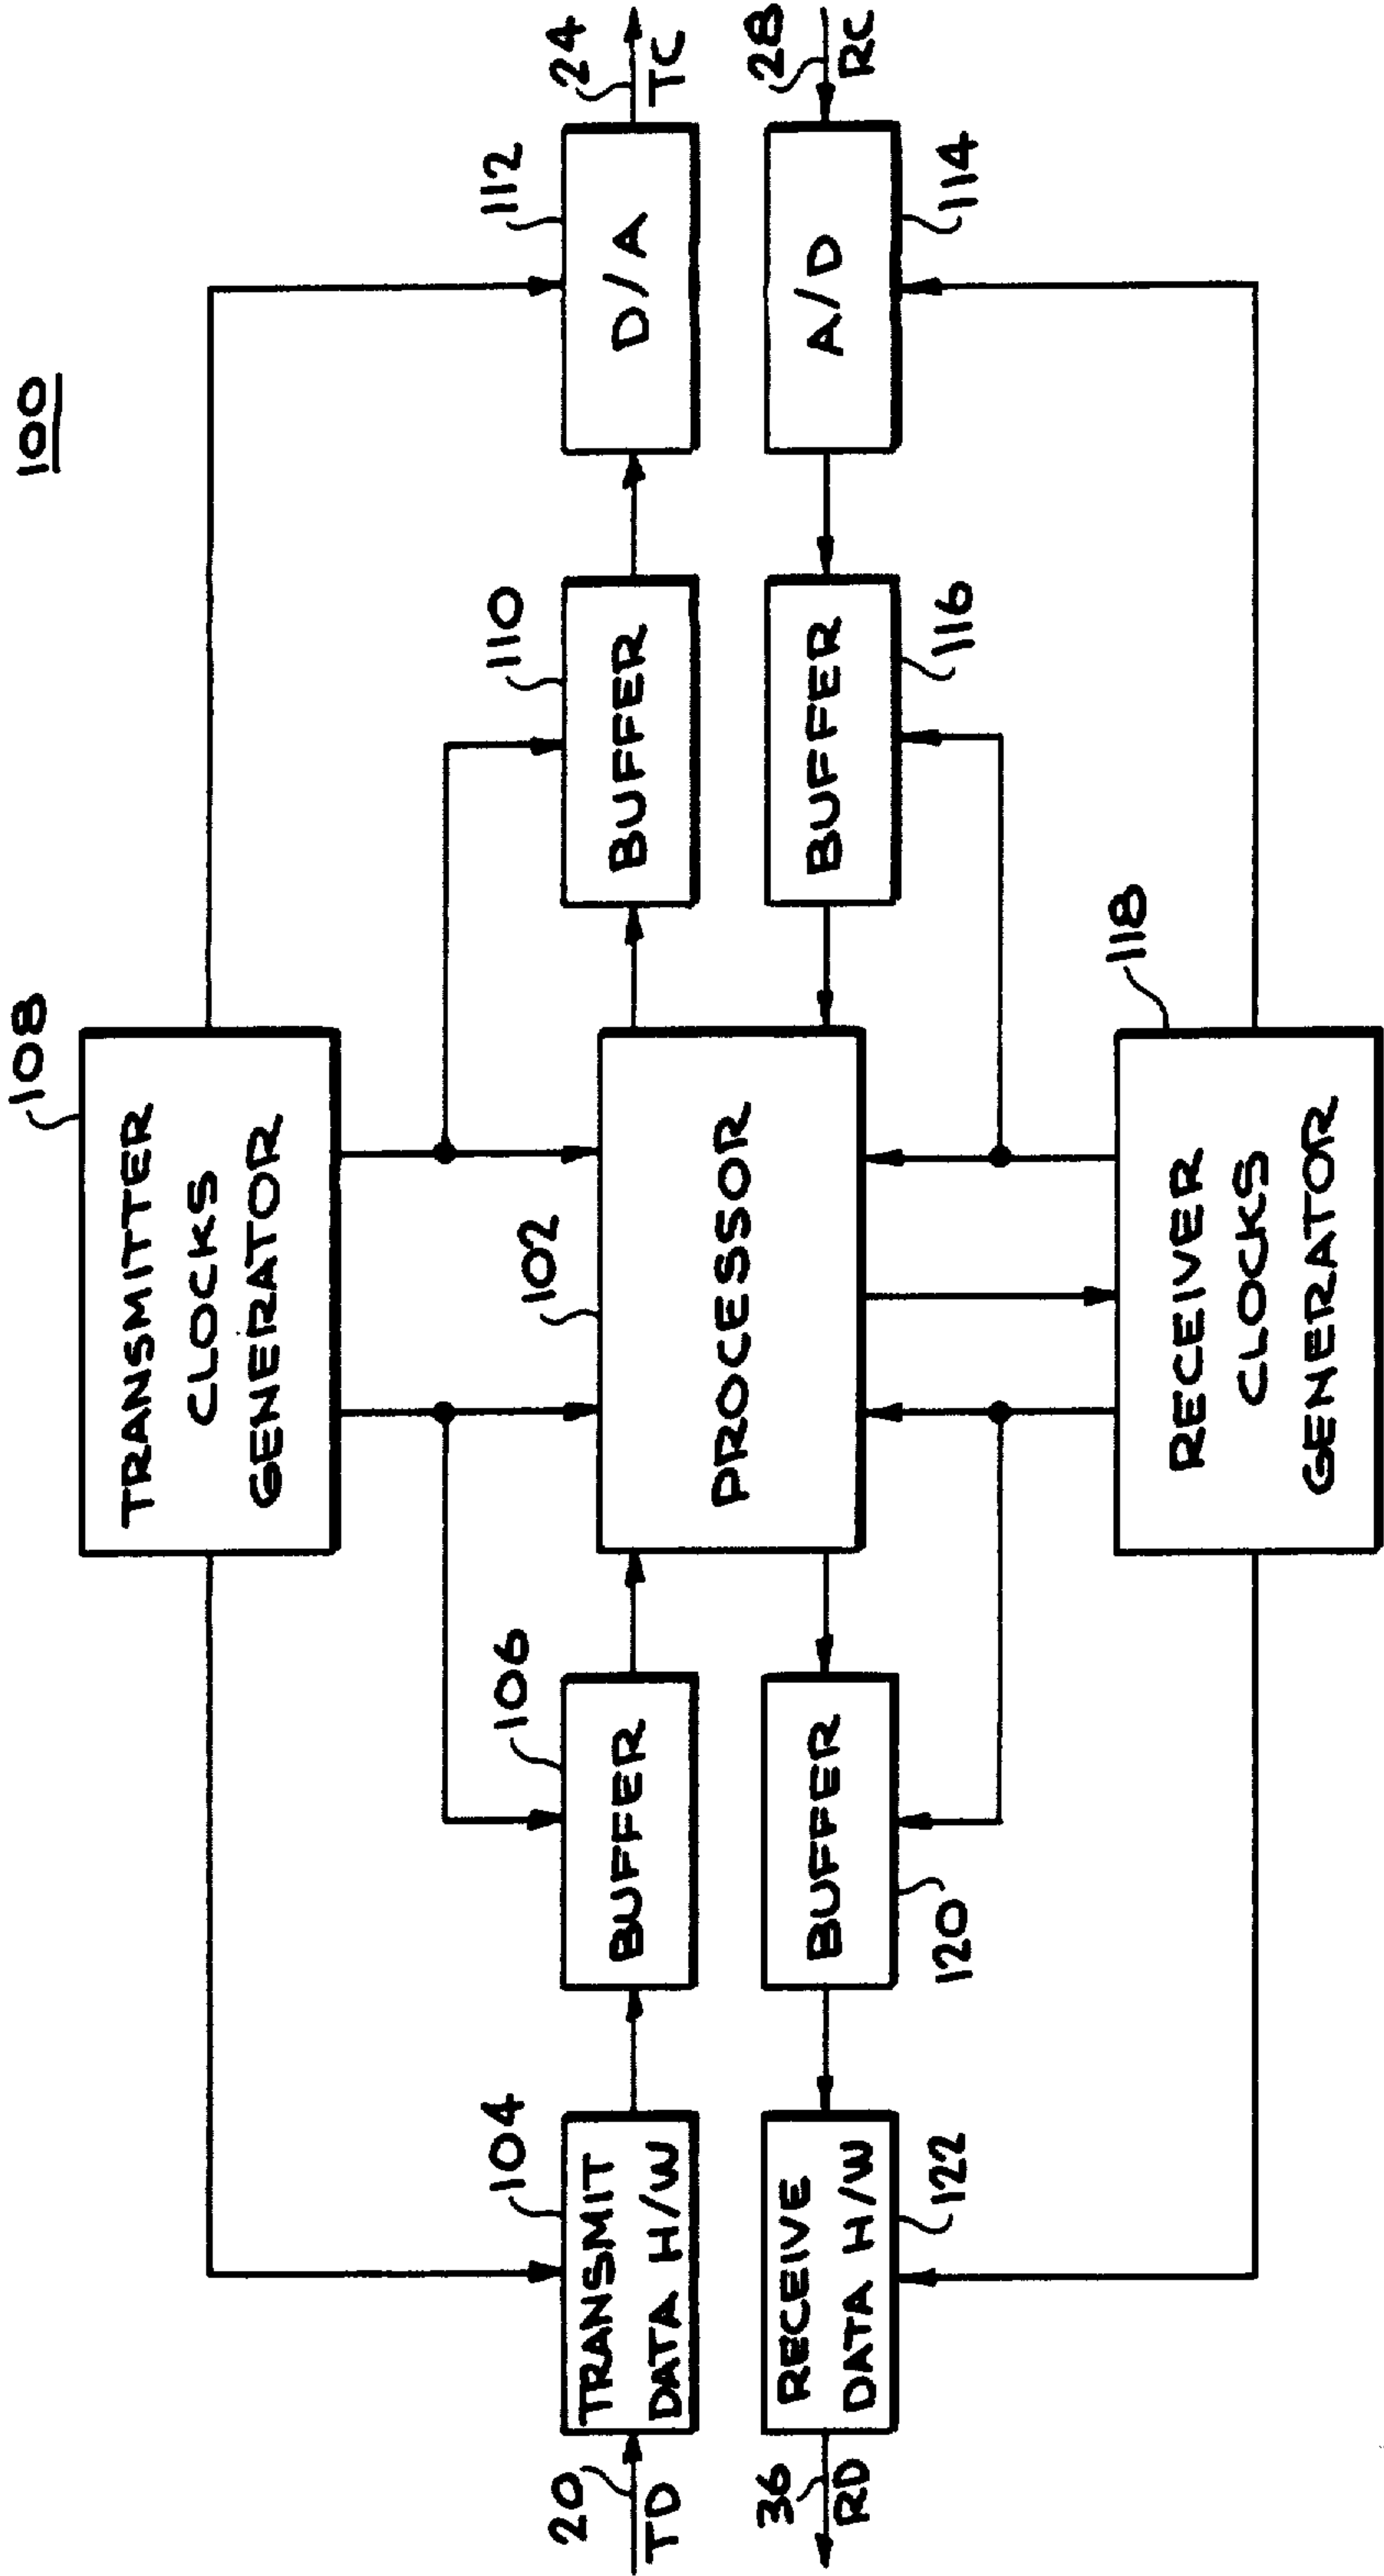 100
108
TRANSMITTER
CLOCKS
GENERATOR
104
106
102
110
112
20
TD
TRANSMIT
DATA H/W
BUFFER
PROCESSOR
BUFFER
D/A
24
TC
36
RD
RECEIVE
DATA H/W
BUFFER
BUFFER
A/D
28
RC
122
120
116
114
118
RECEIVER
CLOCKS
GENERATOR